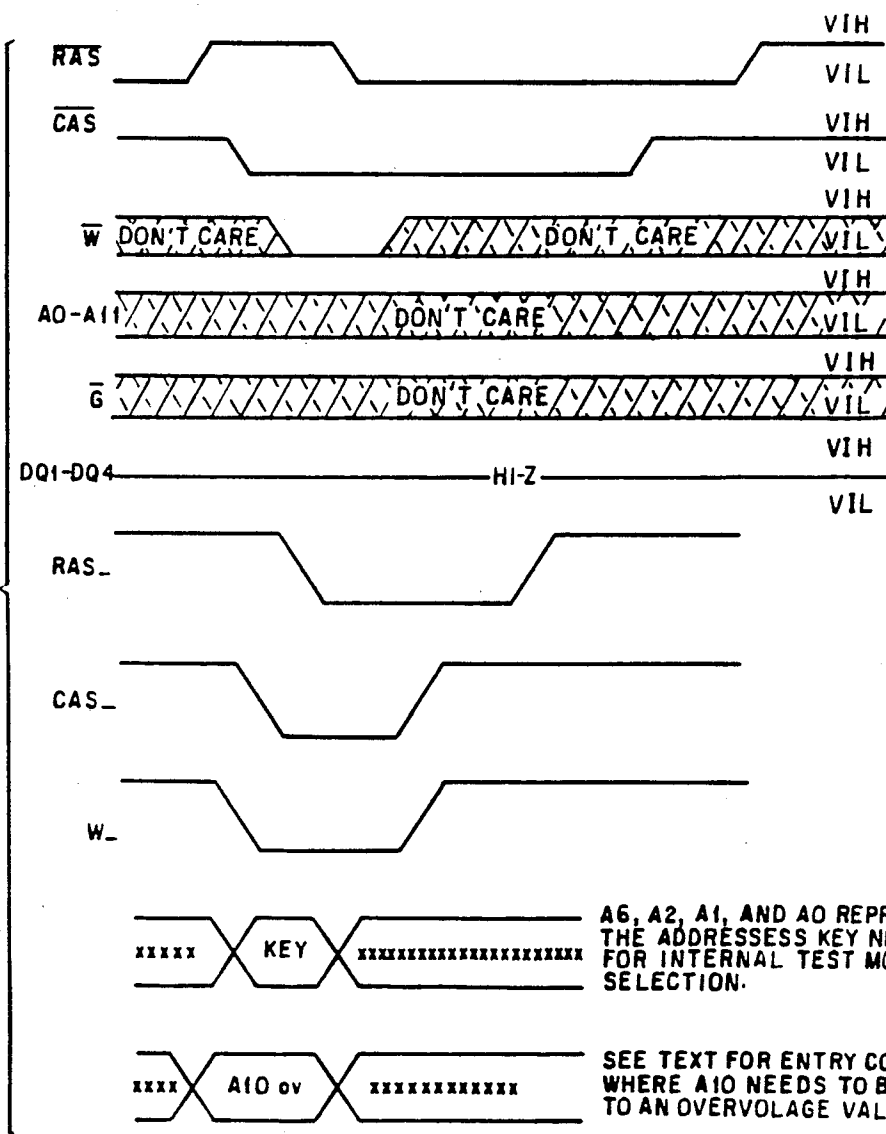 RAS
VIH
VIL
CAS
VIH
VIL
W
DON'T CARE
DON'T CARE
VIH
VIL
A0-A11
DON'T CARE
VIH
VIL
G
DON'T CARE
VIH
VIL
DQ1-DQ4
HI-Z
VIH
VIL
RAS_
CAS_
W_
xxxxx KEY xxxxxxxxxxxxxxxxxxxxxx
A6, A2, A1, AND A0 REPR
THE ADDRESSESS KEY N
FOR INTERNAL TEST MO
SELECTION.
xxxx A10 ov xxxxxxxxxxxx
SEE TEXT FOR ENTRY CO
WHERE A10 NEEDS TO B
TO AN OVERVOLAGE VAL